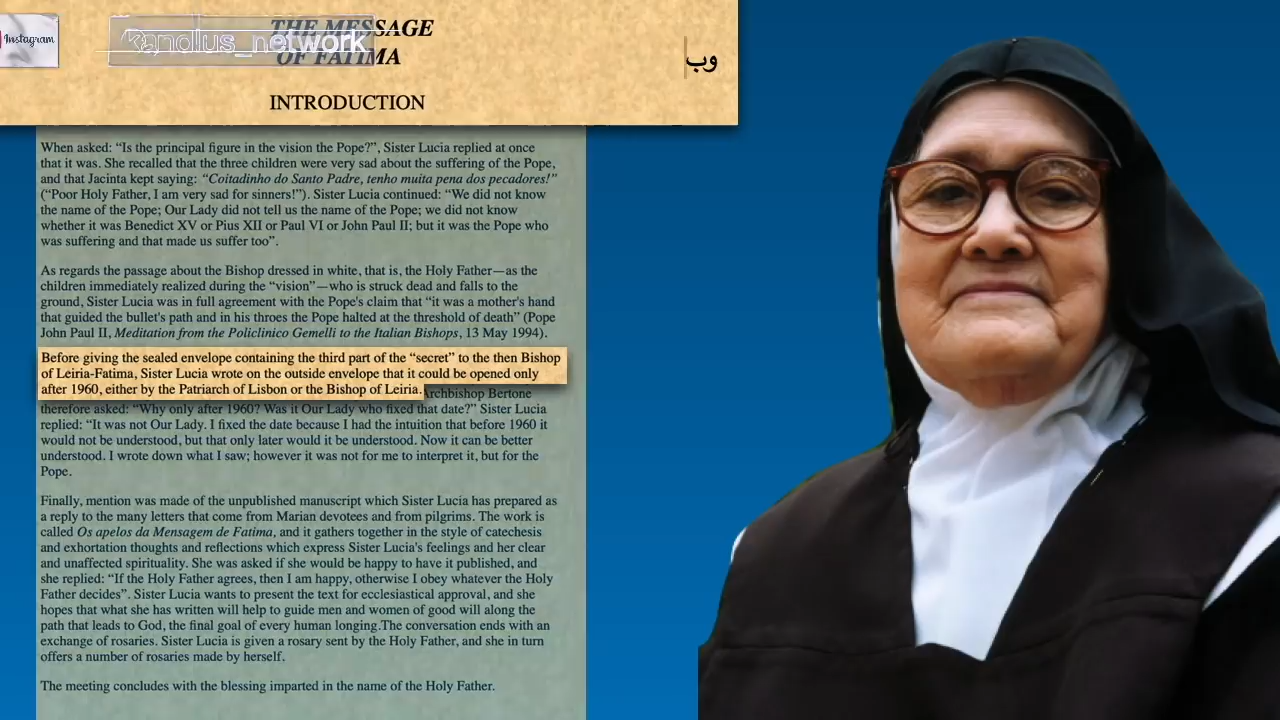 Instagram
Kanolius_network
THE MESSAGE
OF FATIMA
وب
INTRODUCTION
When asked: “Is the principal figure in the vision the Pope?”, Sister Lucia replied at once
that it was. She recalled that the three children were very sad about the suffering of the Pope,
and that Jacinta kept saying: “Coitadinho do Santo Padre, tenho muita pena dos pecadores!”
(“Poor Holy Father, I am very sad for sinners!”). Sister Lucia continued: “We did not know
the name of the Pope; Our Lady did not tell us the name of the Pope; we did not know
whether it was Benedict XV or Pius XII or Paul VI or John Paul II; but it was the Pope who
was suffering and that made us suffer too”.
As regards the passage about the Bishop dressed in white, that is, the Holy Father—as the
children immediately realized during the “vision”—who is struck dead and falls to the
ground, Sister Lucia was in full agreement with the Pope's claim that “it was a mother's hand
that guided the bullet's path and in his throes the Pope halted at the threshold of death” (Pope
John Paul II, Meditation from the Policlinico Gemelli to the Italian Bishops, 13 May 1994).
Before giving the sealed envelope containing the third part of the “secret” to the then Bishop
of Leiria-Fatima, Sister Lucia wrote on the outside envelope that it could be opened only
after 1960, either by the Patriarch of Lisbon or the Bishop of Leiria. Archbishop Bertone
therefore asked: “Why only after 1960? Was it Our Lady who fixed that date?” Sister Lucia
replied: “It was not Our Lady. I fixed the date because I had the intuition that before 1960 it
would not be understood, but that only later would it be understood. Now it can be better
understood. I wrote down what I saw; however it was not for me to interpret it, but for the
Pope.
Finally, mention was made of the unpublished manuscript which Sister Lucia has prepared as
a reply to the many letters that come from Marian devotees and from pilgrims. The work is
called Os apelos da Mensagem de Fatima, and it gathers together in the style of catechesis
and exhortation thoughts and reflections which express Sister Lucia's feelings and her clear
and unaffected spirituality. She was asked if she would be happy to have it published, and
she replied: “If the Holy Father agrees, then I am happy, otherwise I obey whatever the Holy
Father decides”. Sister Lucia wants to present the text for ecclesiastical approval, and she
hopes that what she has written will help to guide men and women of good will along the
path that leads to God, the final goal of every human longing.The conversation ends with an
exchange of rosaries. Sister Lucia is given a rosary sent by the Holy Father, and she in turn
offers a number of rosaries made by herself.
The meeting concludes with the blessing imparted in the name of the Holy Father.